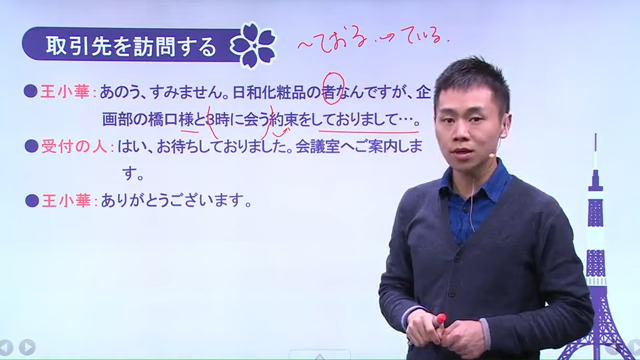 取引先を訪問する
～ておる → ている.
●王小華：あのう、すみません。日和化粧品の者なんですが、企
画部の橋口様と3時に会う約束をしておりまして…。
●受付の人：はい、お待ちしておりました。会議室へご案内しま
す。
●王小華：ありがとうございます。